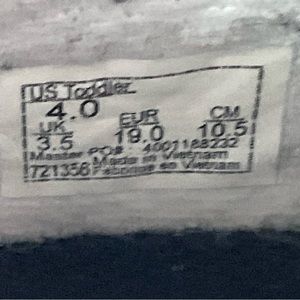 US Toddler
4.0
UK EUR CM
3.5 19.0 10.5
Master PO#: 4001188232
721356 Made in Vietnam
Fabriqué en Vietnam